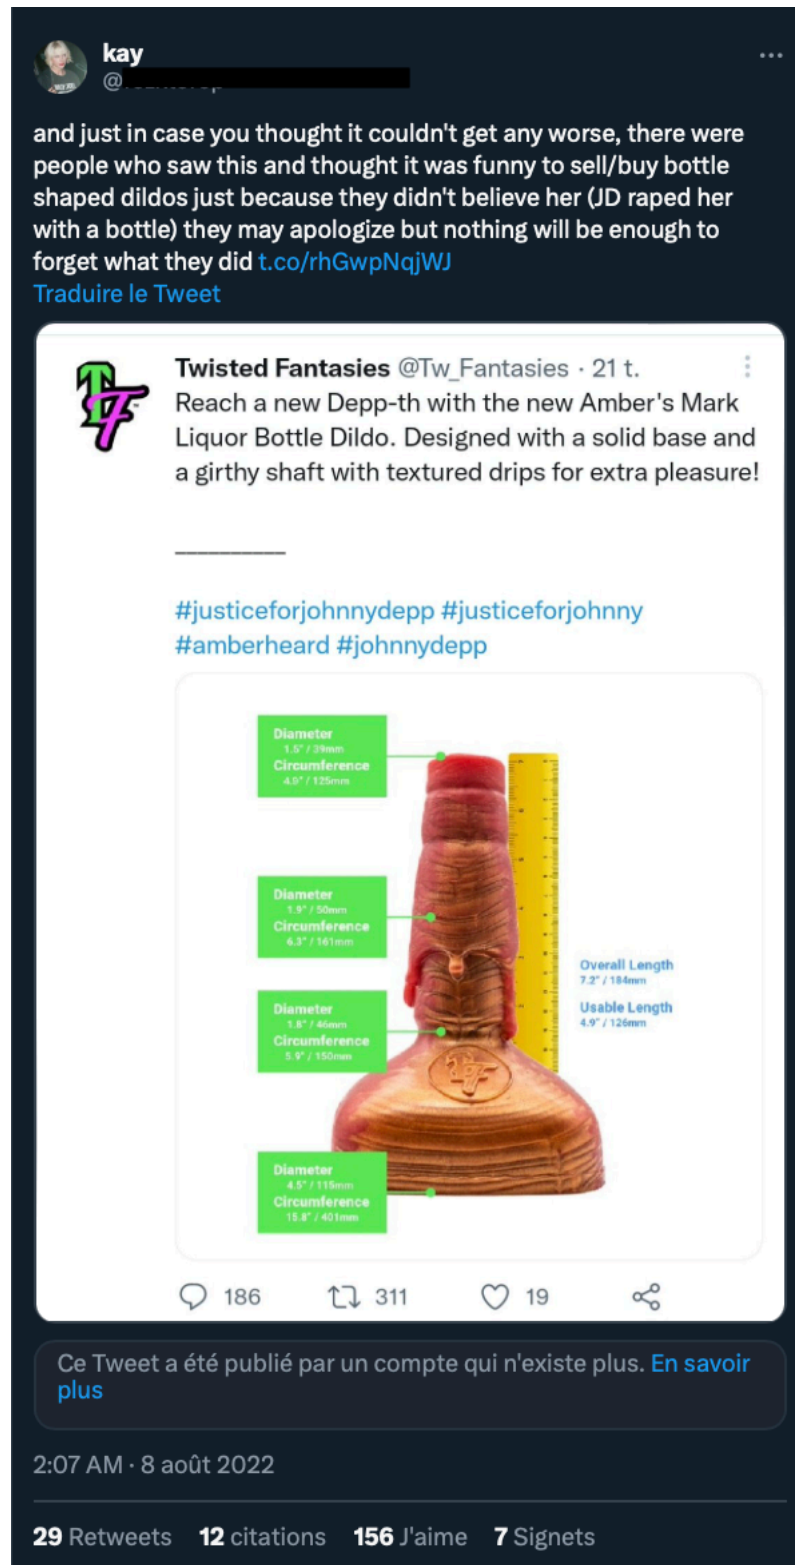 kay
@
and just in case you thought it couldn't get any worse, there were
people who saw this and thought it was funny to sell/buy bottle
shaped dildos just because they didn't believe her (JD raped her
with a bottle) they may apologize but nothing will be enough to
forget what they did t.co/rhGwpNqjWJ
Traduire le Tweet
Twisted Fantasies @Tw_Fantasies · 21 t.
Reach a new Depp-th with the new Amber's Mark
Liquor Bottle Dildo. Designed with a solid base and
a girthy shaft with textured drips for extra pleasure!
__________
#justiceforjohnnydepp #justiceforjohnny
#amberheard #johnnydepp
Diameter
1.5" / 39mm
Circumference
4.9" / 125mm
Diameter
1.9" / 50mm
Circumference
6.3" / 161mm
Overall Length
7.2" / 184mm
Usable Length
4.9" / 126mm
Diameter
1.8" / 46mm
Circumference
5.9" / 150mm
TF
Diameter
4.5" / 115mm
Circumference
15.8" / 401mm
186 311 19
Ce Tweet a été publié par un compte qui n'existe plus. En savoir
plus
2:07 AM · 8 août 2022
29 Retweets 12 citations 156 J'aime 7 Signets